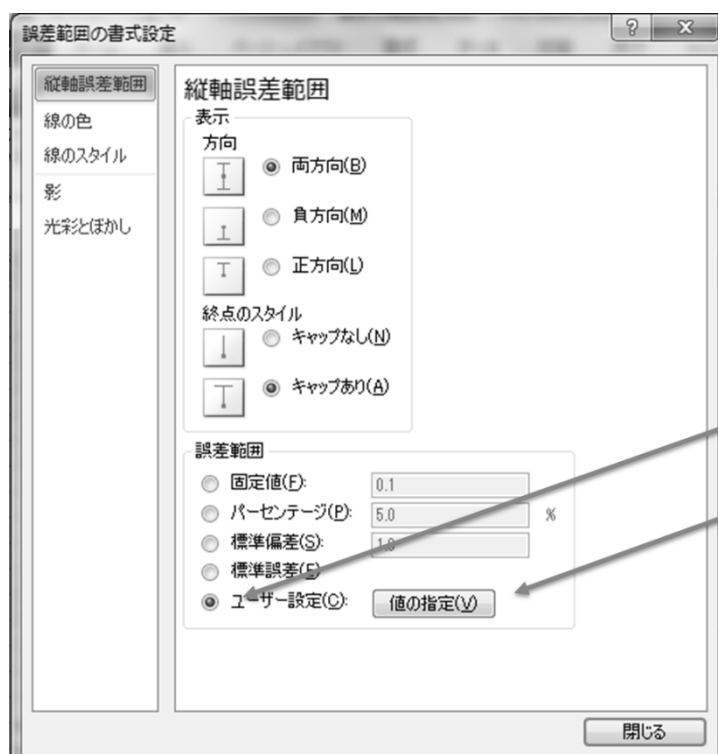 誤差範囲の書式設定
縦軸誤差範囲
線の色
線のスタイル
影
光彩とぼかし
縦軸誤差範囲
表示
方向
両方向(B)
負方向(M)
正方向(L)
終点のスタイル
キャップなし(N)
キャップあり(A)
誤差範囲
固定値(F): 0.1
パーセンテージ(P): 5.0 %
標準偏差(S): 1.0
標準誤差(E)
ユーザー設定(C): 値の指定(V)
閉じる